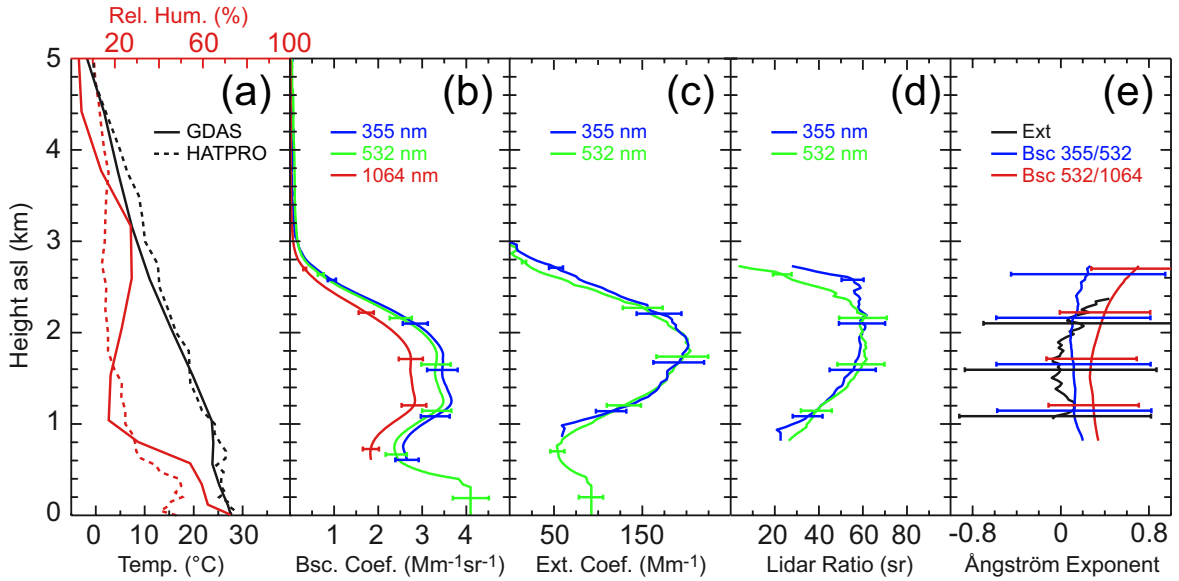 Rel. Hum. (%)
20 60 100
5
4
3
2
1
0
Height asl (km)
(a) (b) (c) (d) (e)
GDAS
HATPRO
355 nm
532 nm
1064 nm
355 nm
532 nm
355 nm
532 nm
Ext
Bsc 355/532
Bsc 532/1064
0 10 20 30
1 2 3 4
50 150
20 40 60 80
-0.8 0 0.8
Temp. (°C)
Bsc. Coef. (Mm⁻¹sr⁻¹)
Ext. Coef. (Mm⁻¹)
Lidar Ratio (sr)
Ångström Exponent